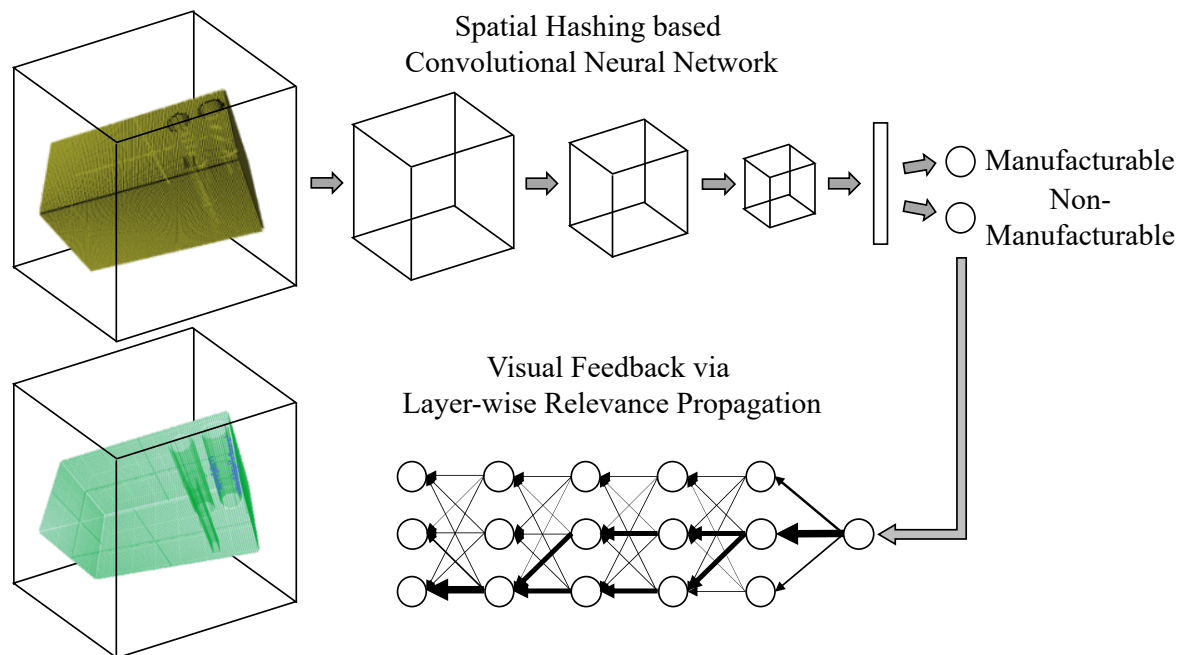 Spatial Hashing based
Convolutional Neural Network
Manufacturable
Non-
Manufacturable
Visual Feedback via
Layer-wise Relevance Propagation